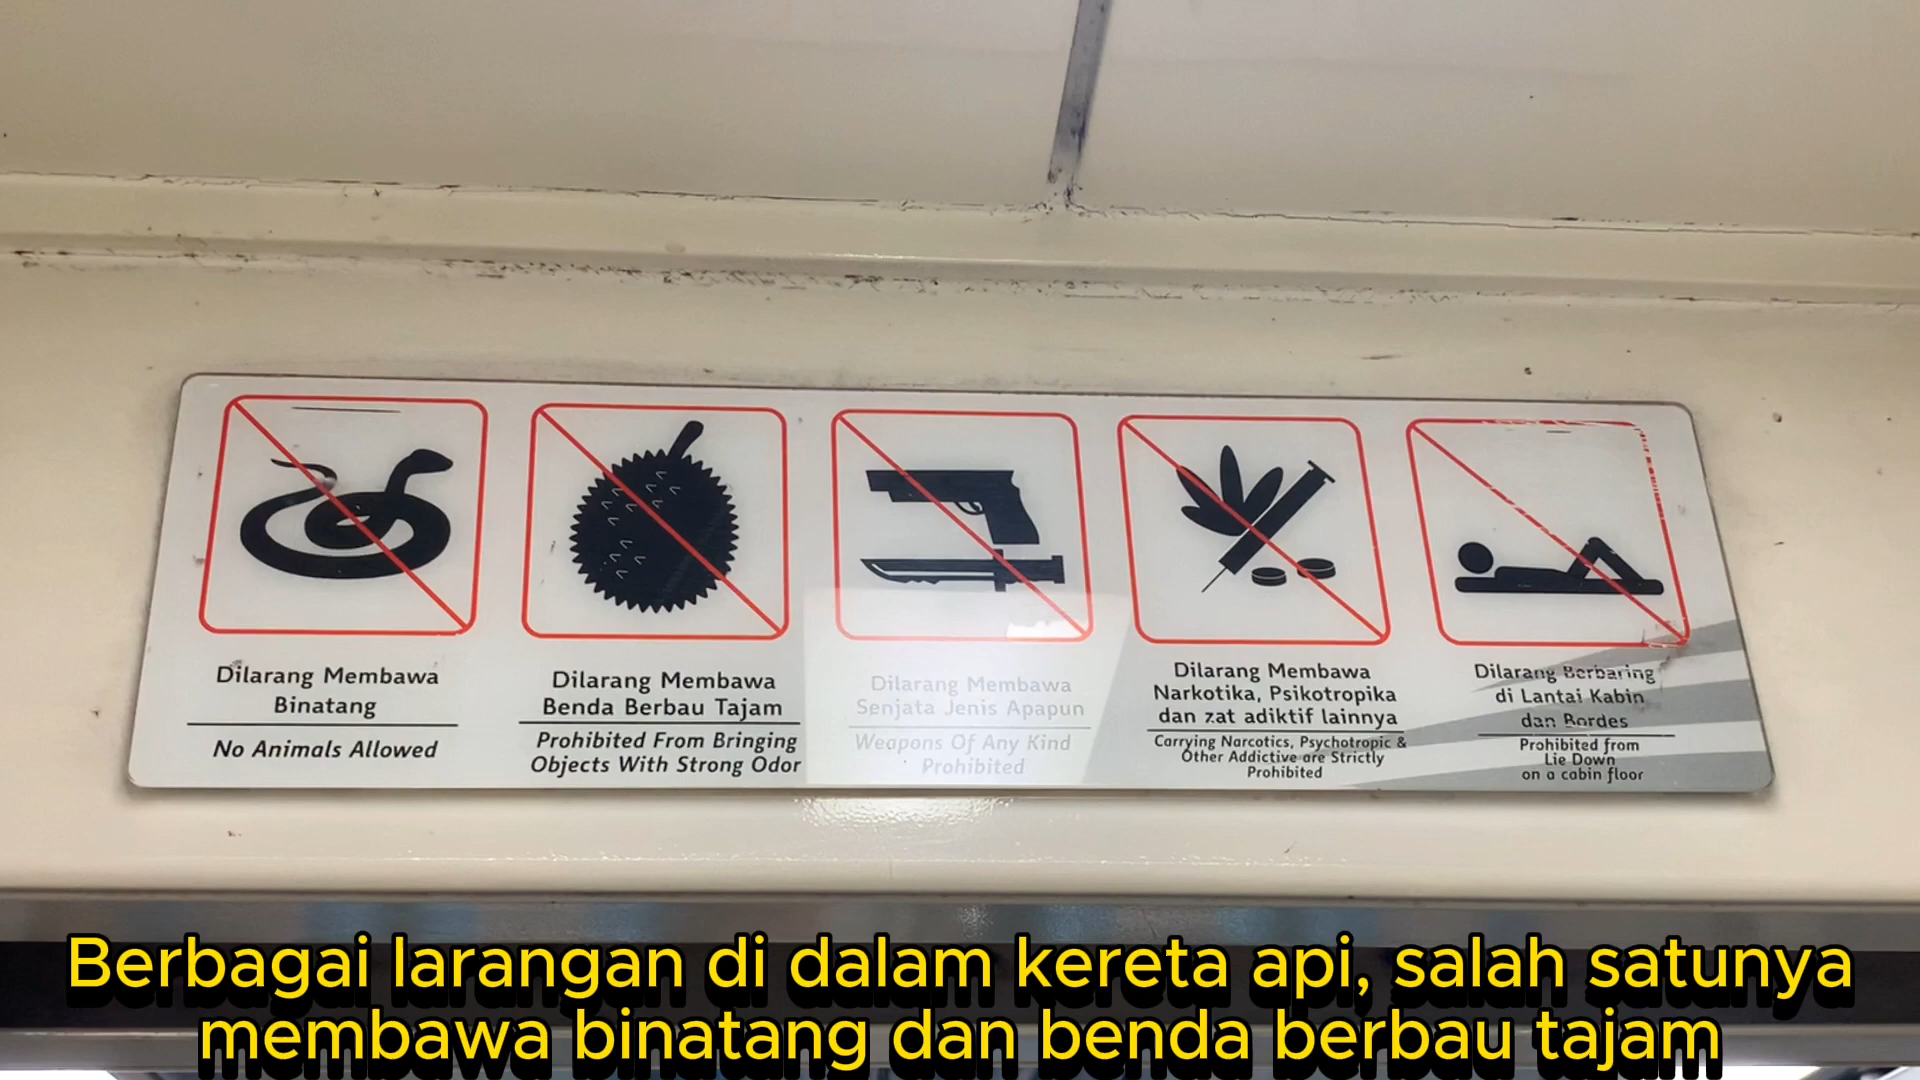 Dilarang Membawa
Binatang
No Animals Allowed
Dilarang Membawa
Benda Berbau Tajam
Prohibited From Bringing
Objects With Strong Odor
Dilarang Membawa
Senjata Jenis Apapun
Weapons Of Any Kind
Prohibited
Dilarang Membawa
Narkotika, Psikotropika
dan zat adiktif lainnya
Carrying Narcotics, Psychotropic &
Other Addictive are Strictly
Prohibited
Dilarang Berbaring
di Lantai Kabin
dan Bordes
Prohibited from
Lie Down
on a cabin floor
Berbagai larangan di dalam kereta api, salah satunya
membawa binatang dan benda berbau tajam